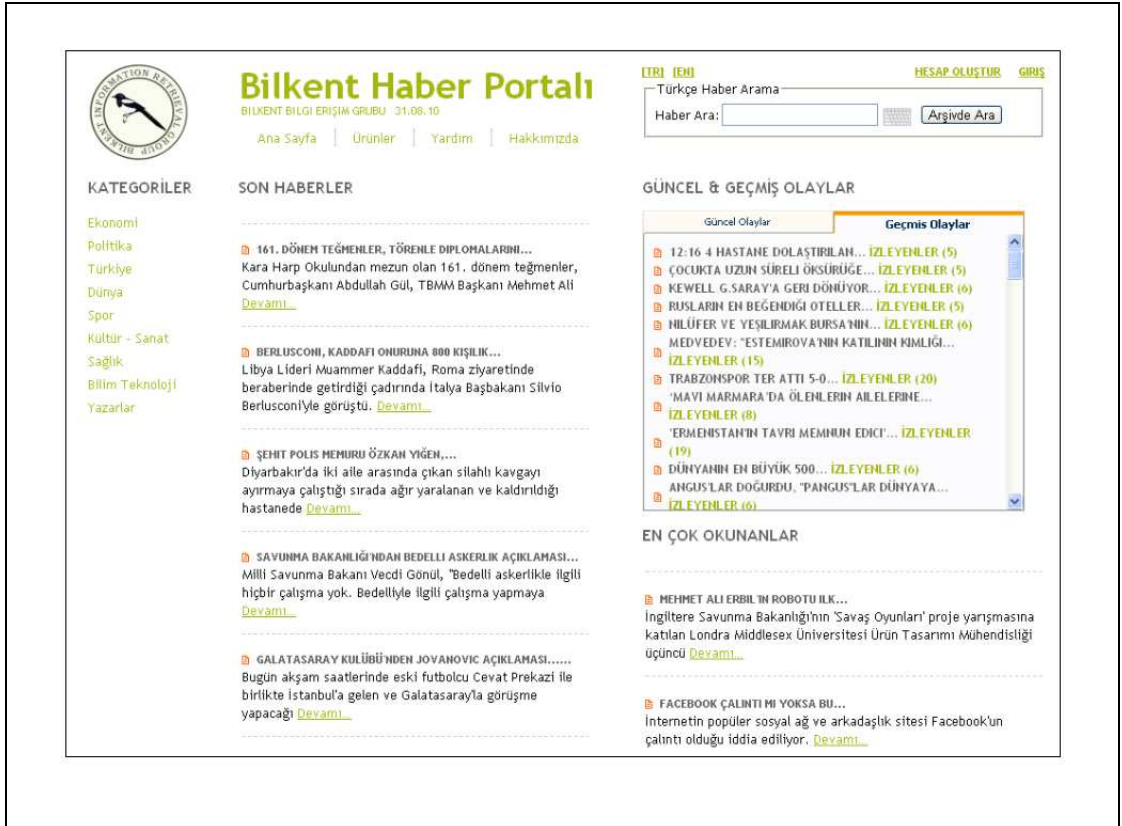 INFORMATION RETRIEVAL GROUP
BILKENT
Bilkent Haber Portalı
BILKENT BILGI ERIŞIM GRUBU 31.08.10
Ana Sayfa
Ürünler
Yardım
Hakkımızda
[TR] [EN]
HESAP OLUŞTUR GIRIŞ
Türkçe Haber Arama
Haber Ara:
Arşivde Ara
KATEGORİLER
Ekonomi
Politika
Türkiye
Dünya
Spor
Kültür - Sanat
Sağlık
Bilim Teknoloji
Yazarlar
SON HABERLER
161. DÖNEM TEĞMENLER, TÖRENLE DIPLOMALARINI...
Kara Harp Okulundan mezun olan 161. dönem teğmenler,
Cumhurbaşkanı Abdullah Gül, TBMM Başkanı Mehmet Ali
Devamı...
BERLUSCONI, KADDAFI ONURUNA 800 KIŞILIK...
Libya Lideri Muammer Kaddafi, Roma ziyaretinde
beraberinde getirdiği çadırında İtalya Başbakanı Silvio
Berlusconi'yle görüştü. Devamı...
ŞEHIT POLIS MEMURU ÖZKAN YIĞEN,...
Diyarbakır'da iki aile arasında çıkan silahlı kavgayı
ayırmaya çalıştığı sırada ağır yaralanan ve kaldırıldığı
hastanede Devamı...
SAVUNMA BAKANLIĞI'NDAN BEDELLI ASKERLIK AÇIKLAMASI...
Milli Savunma Bakanı Vecdi Gönül, "Bedelli askerlikle ilgili
hiçbir çalışma yok. Bedelliyle ilgili çalışma yapmaya
Devamı...
GALATASARAY KULÜBÜ'NDEN JOVANOVIC AÇIKLAMASI......
Bugün akşam saatlerinde eski futbolcu Cevat Prekazi ile
birlikte İstanbul'a gelen ve Galatasaray'la görüşme
yapacağı Devamı...
GÜNCEL & GEÇMİŞ OLAYLAR
Güncel Olaylar
Geçmis Olaylar
12:16 4 HASTANE DOLAŞTIRILAN... İZLEYENLER (5)
ÇOCUKTA UZUN SÜRELI ÖKSÜRÜĞE... İZLEYENLER (5)
KEWELL G.SARAY'A GERI DÖNÜYOR... İZLEYENLER (6)
RUSLARIN EN BEĞENDIĞI OTELLER... İZLEYENLER (5)
NILÜFER VE YEŞILIRMAK BURSA'NIN... İZLEYENLER (6)
MEDVEDEV: "ESTEMIROVA'NIN KATILININ KIMLIĞI...
İZLEYENLER (15)
TRABZONSPOR TER ATTI 5-0... İZLEYENLER (20)
'MAVI MARMARA'DA ÖLENLERIN AILELERINE...
İZLEYENLER (8)
'ERMENISTAN'IN TAVRI MEMNUN EDICI'... İZLEYENLER
(19)
DÜNYANIN EN BÜYÜK 500... İZLEYENLER (6)
ANGUS'LAR DOĞURDU, "PANGUS"LAR DÜNYAYA...
İZLEYENLER (6)
EN ÇOK OKUNANLAR
MEHMET ALI ERBIL'IN ROBOTU ILK...
İngiltere Savunma Bakanlığı'nın 'Savaş Oyunları' proje yarışmasına
katılan Londra Middlesex Üniversitesi Ürün Tasarımı Mühendisliği
üçüncü Devamı...
FACEBOOK ÇALINTI MI YOKSA BU...
İnternetin popüler sosyal ağ ve arkadaşlık sitesi Facebook'un
çalıntı olduğu iddia ediliyor. Devamı...